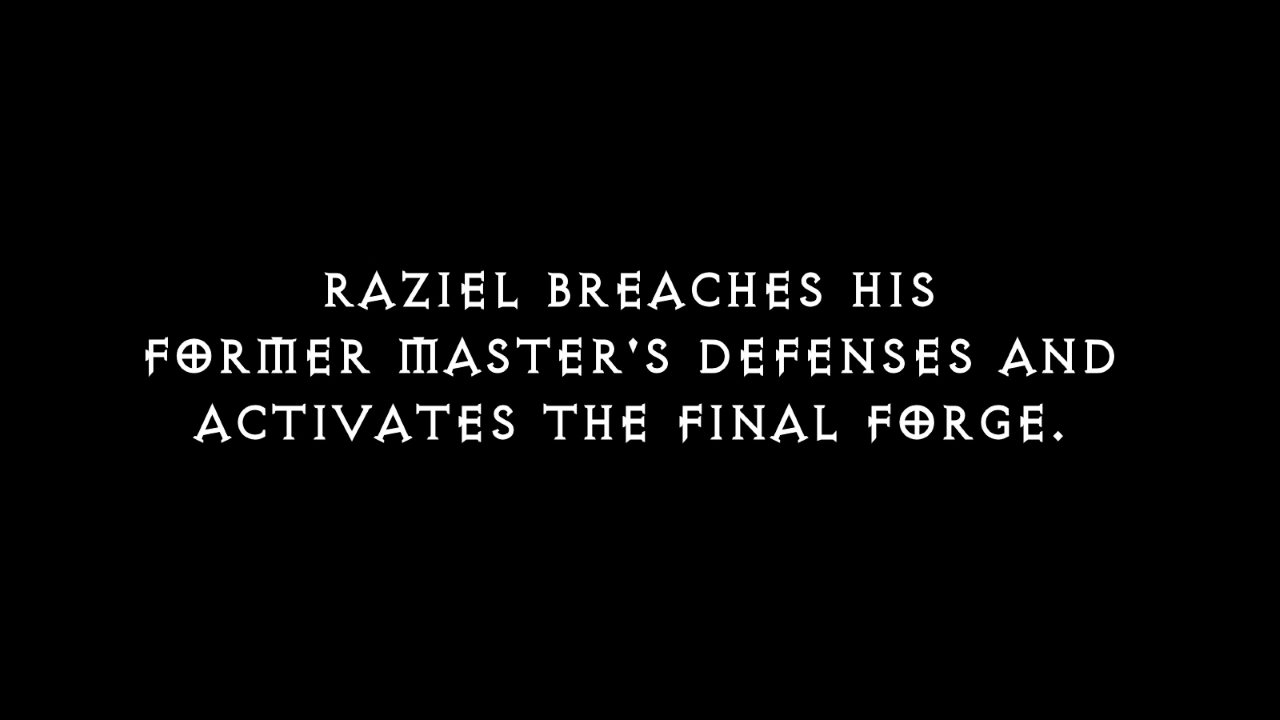 RAZIEL BREACHES HIS
FORMER MASTER'S DEFENSES AND
ACTIVATES THE FINAL FORGE.